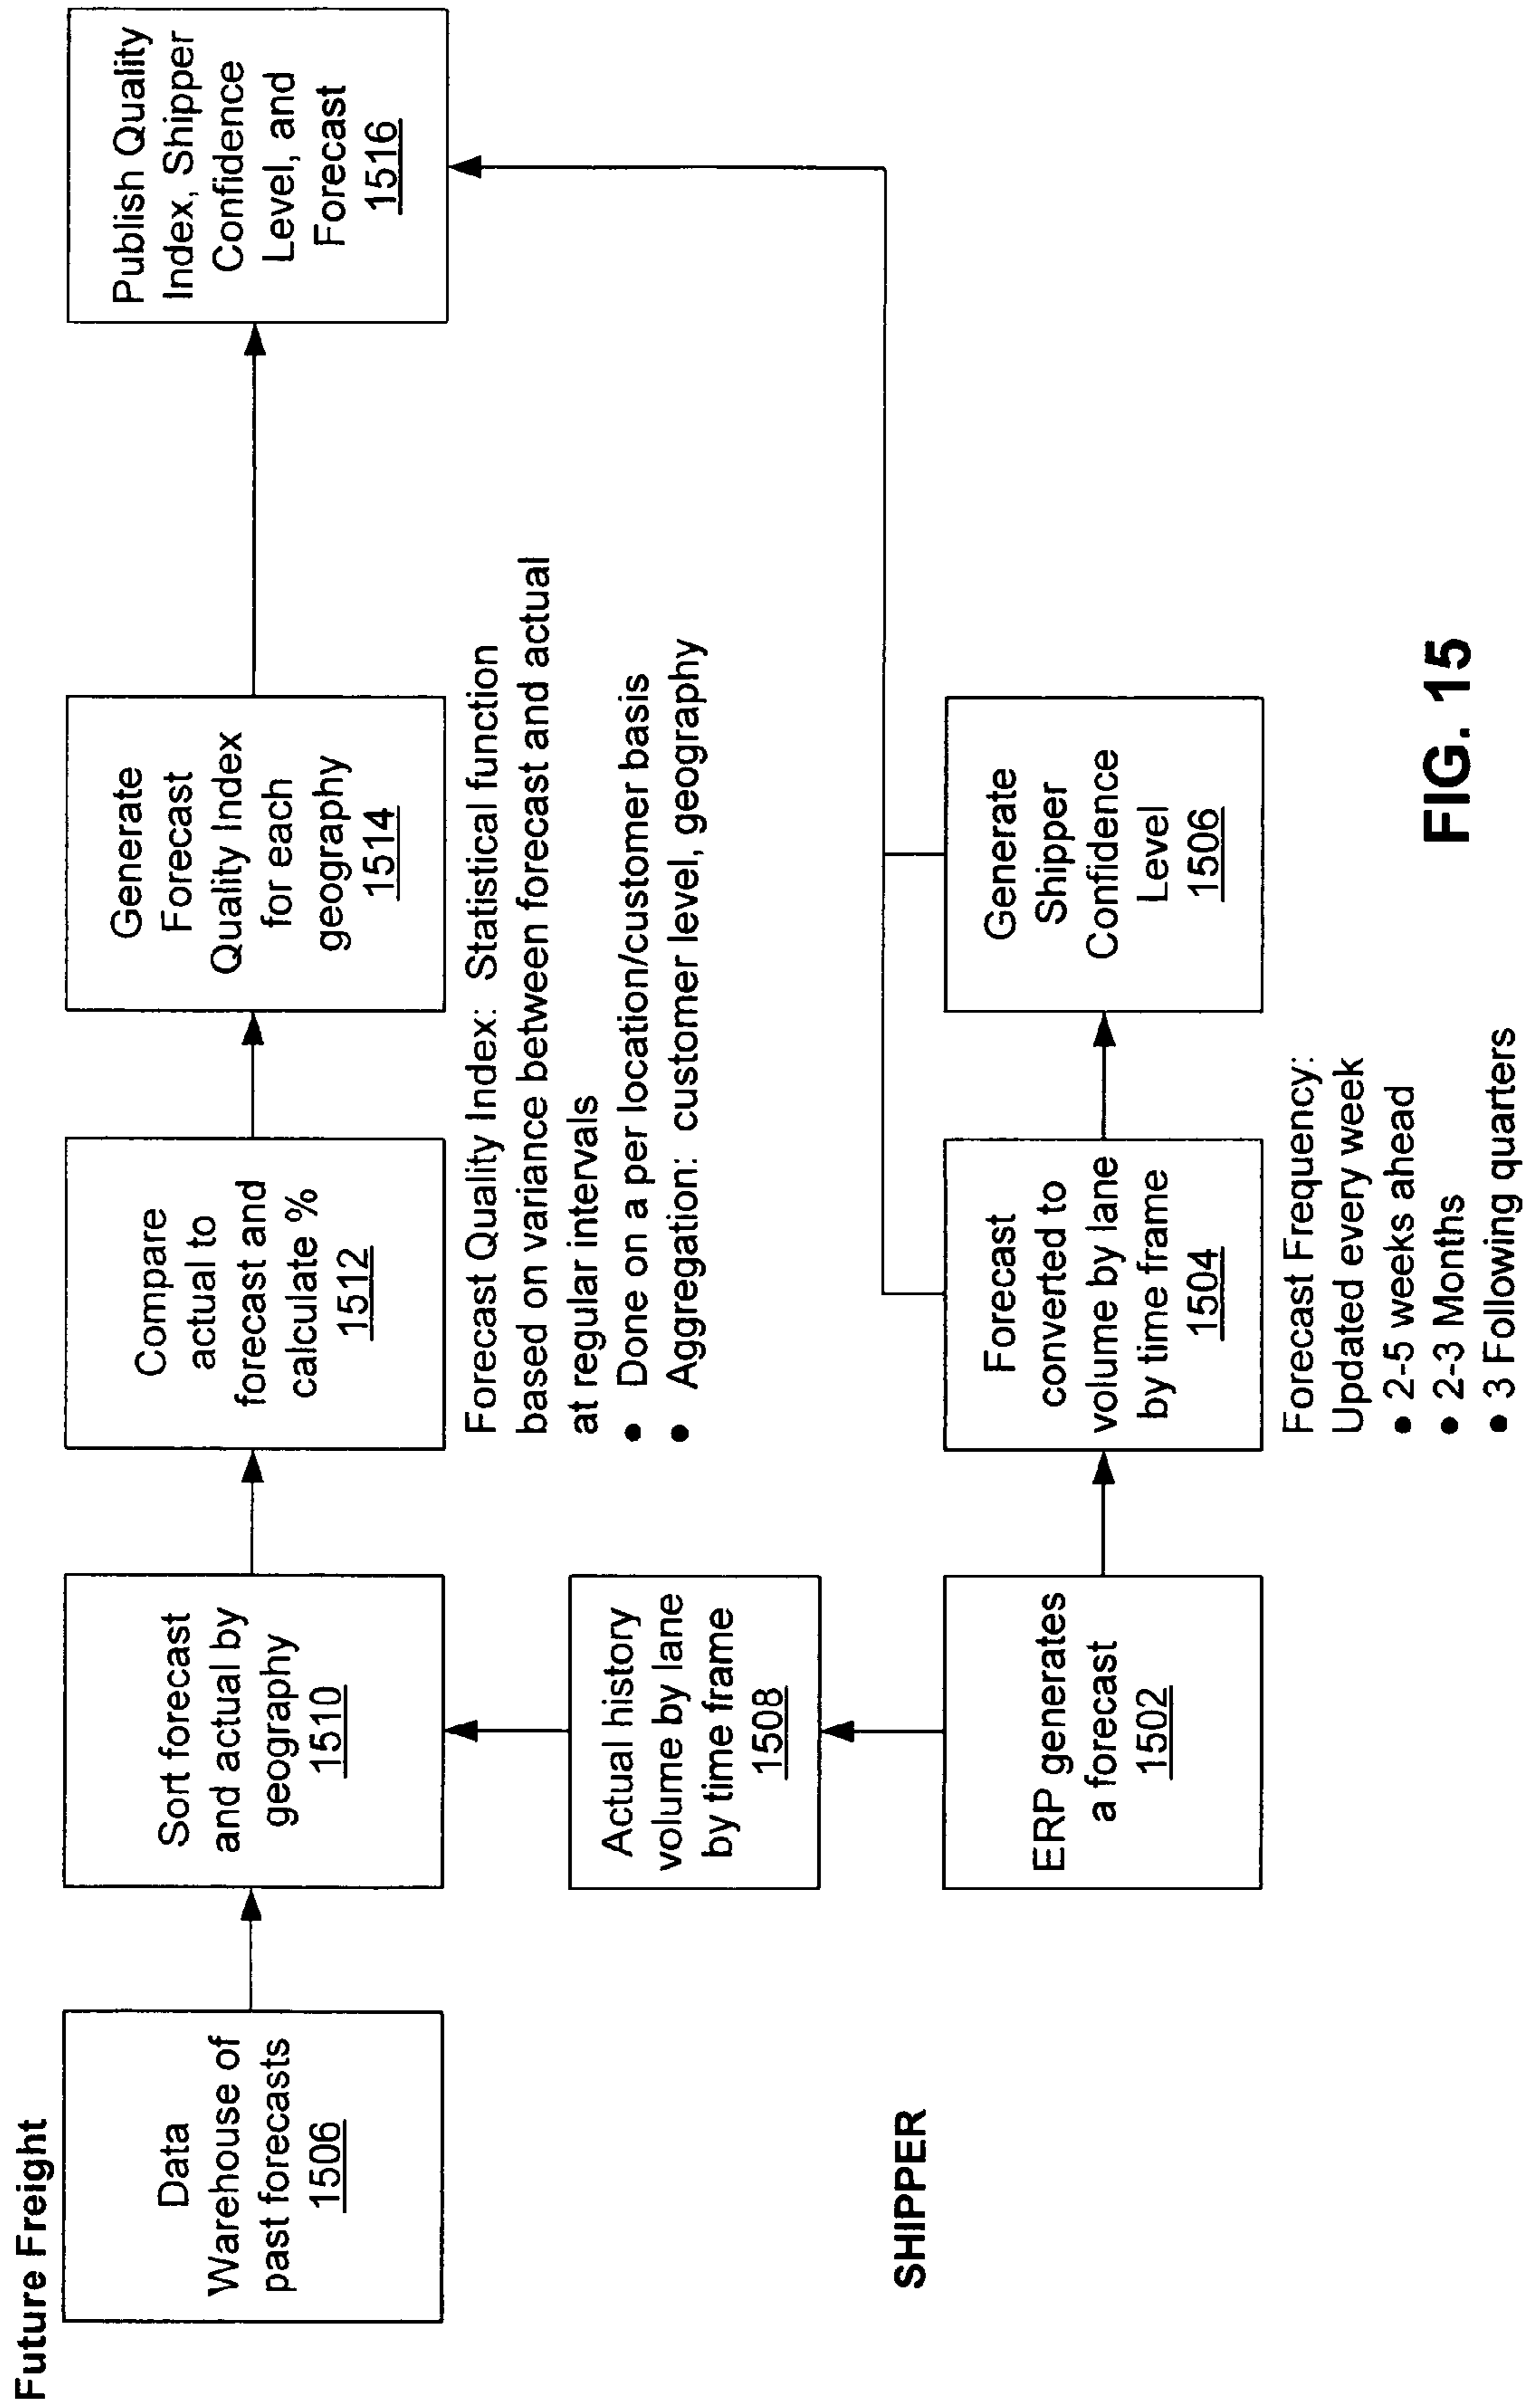 Future Freight
Data
Warehouse of
past forecasts
1506
Sort forecast
and actual by
geography
1510
Compare
actual to
forecast and
calculate %
1512
Generate
Forecast
Quality Index
for each
geography
1514
Publish Quality
Index, Shipper
Confidence
Level, and
Forecast
1516
Forecast Quality Index: Statistical function
based on variance between forecast and actual
at regular intervals
• Done on a per location/customer basis
• Aggregation: customer level, geography
Actual history
volume by lane
by time frame
1508
SHIPPER
ERP generates
a forecast
1502
Forecast
converted to
volume by lane
by time frame
1504
Generate
Shipper
Confidence
Level
1506
Forecast Frequency:
Updated every week
• 2-5 weeks ahead
• 2-3 Months
• 3 Following quarters
FIG. 15